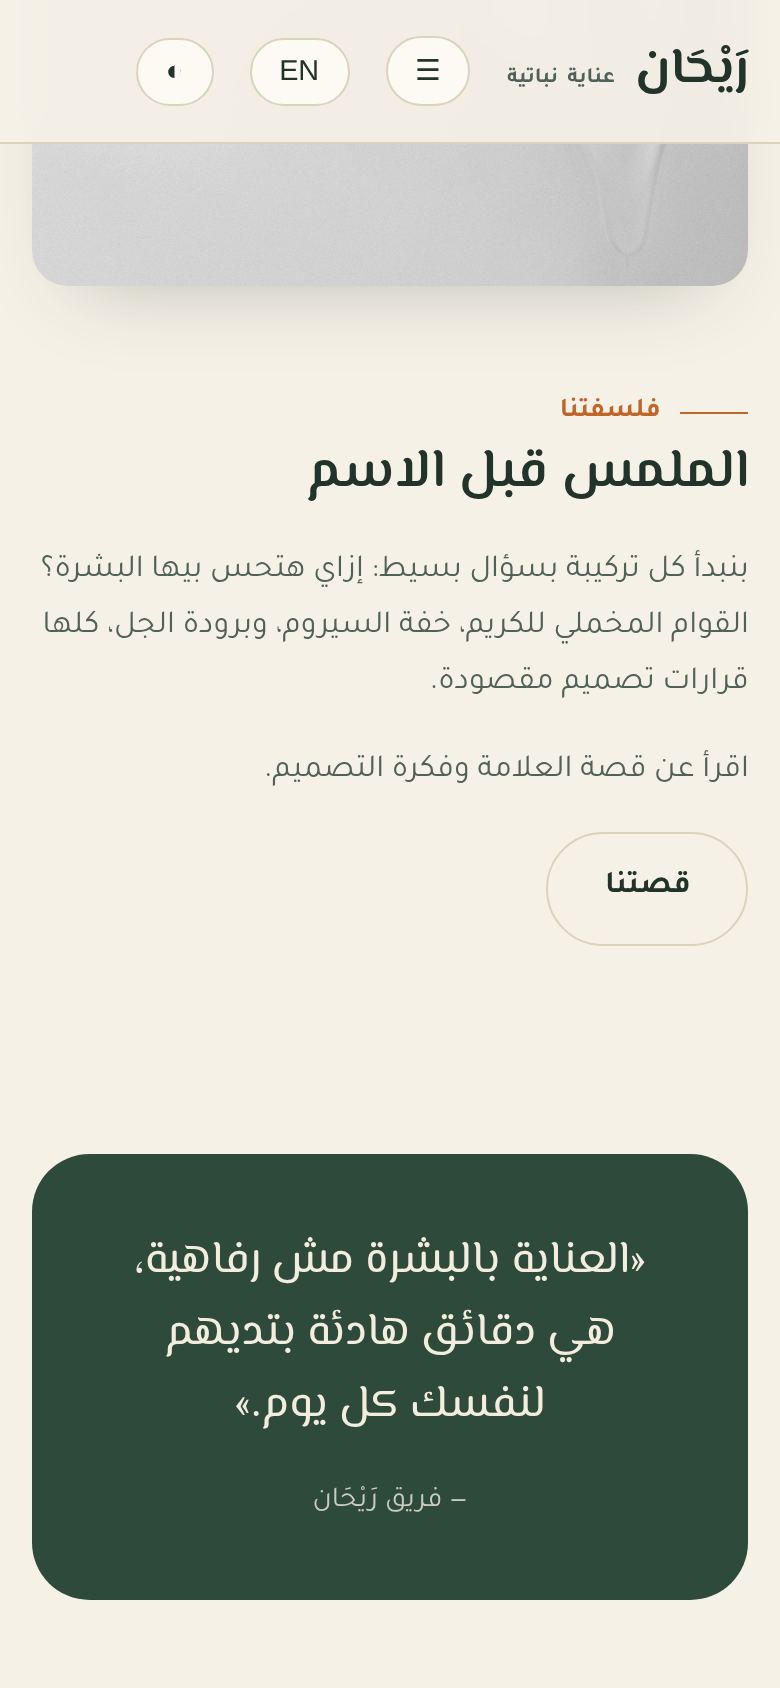 رَيْحَان عناية نباتية ☰ EN
فلسفتنا
الملمس قبل الاسم
بنبدأ كل تركيبة بسؤال بسيط: إزاي هتحس بيها البشرة؟
القوام المخملي للكريم، خفة السيروم، وبرودة الجل، كلها
قرارات تصميم مقصودة.
اقرأ عن قصة العلامة وفكرة التصميم.
قصتنا
«العناية بالبشرة مش رفاهية،
هي دقائق هادئة بتديهم
لنفسك كل يوم.»
— فريق رَيْحَان